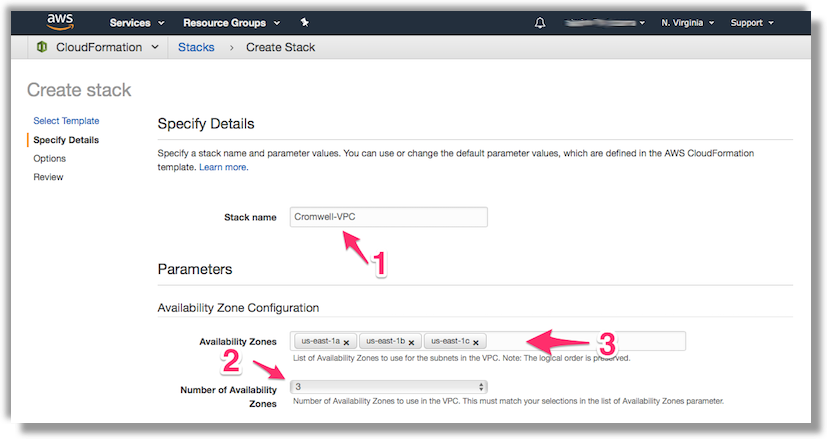 aws Services Resource Groups N. Virginia Support
CloudFormation Stacks > Create Stack
Create stack
Select Template
Specify Details
Options
Review
Specify Details
Specify a stack name and parameter values. You can use or change the default parameter values, which are defined in the AWS CloudFormation
template. Learn more.
Stack name Cromwell-VPC
1
Parameters
Availability Zone Configuration
Availability Zones us-east-1a × us-east-1b × us-east-1c × 3
List of Availability Zones to use for the subnets in the VPC. Note: The logical order is preserved.
2
Number of Availability 3
Zones
Number of Availability Zones to use in the VPC. This must match your selections in the list of Availability Zones parameter.